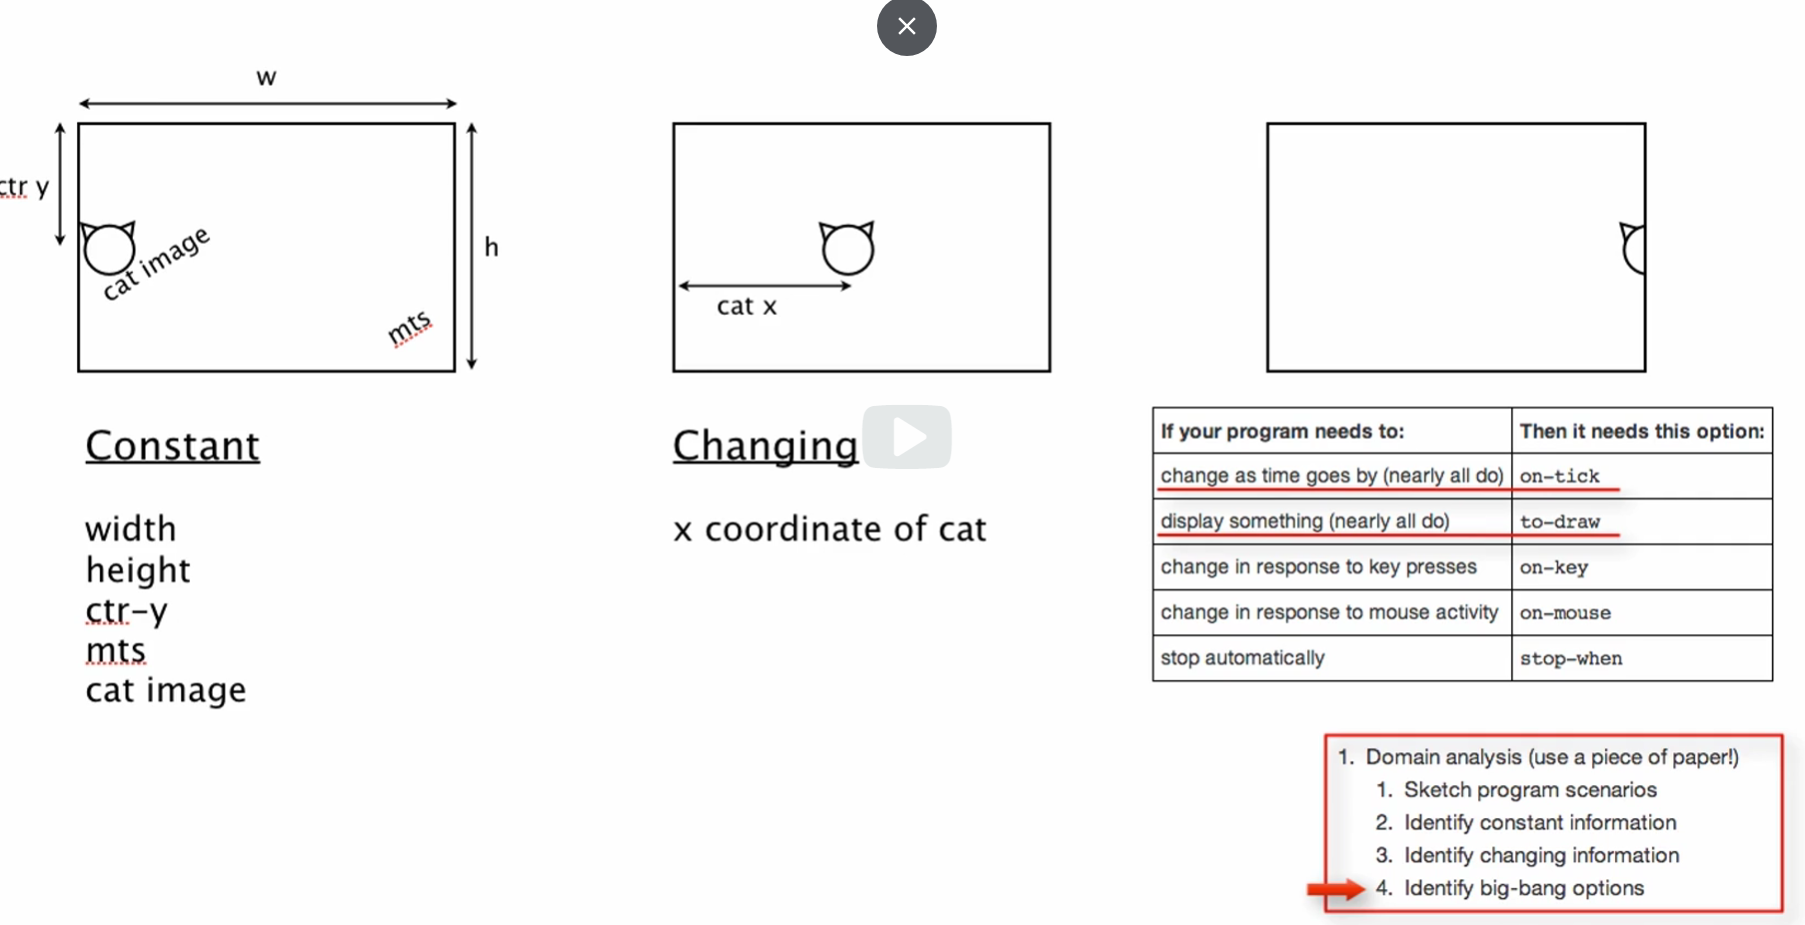 w
ctr y
cat image
mts
h
cat x
Constant
width
height
ctr-y
mts
cat image
Changing
x coordinate of cat
If your program needs to: Then it needs this option:
change as time goes by (nearly all do) on-tick
display something (nearly all do) to-draw
change in response to key presses on-key
change in response to mouse activity on-mouse
stop automatically stop-when
1. Domain analysis (use a piece of paper!)
1. Sketch program scenarios
2. Identify constant information
3. Identify changing information
4. Identify big-bang options